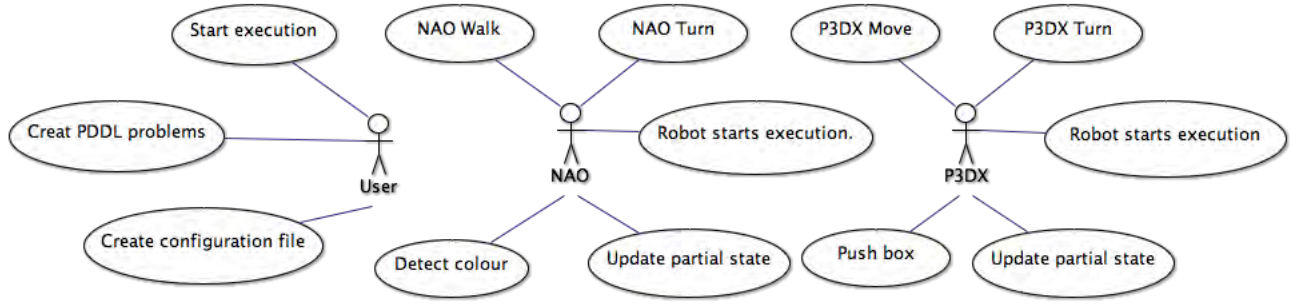 Start execution
NAO Walk
NAO Turn
P3DX Move
P3DX Turn
Creat PDDL problems
Robot starts execution.
Robot starts execution
User
NAO
P3DX
Create configuration file
Detect colour
Update partial state
Push box
Update partial state